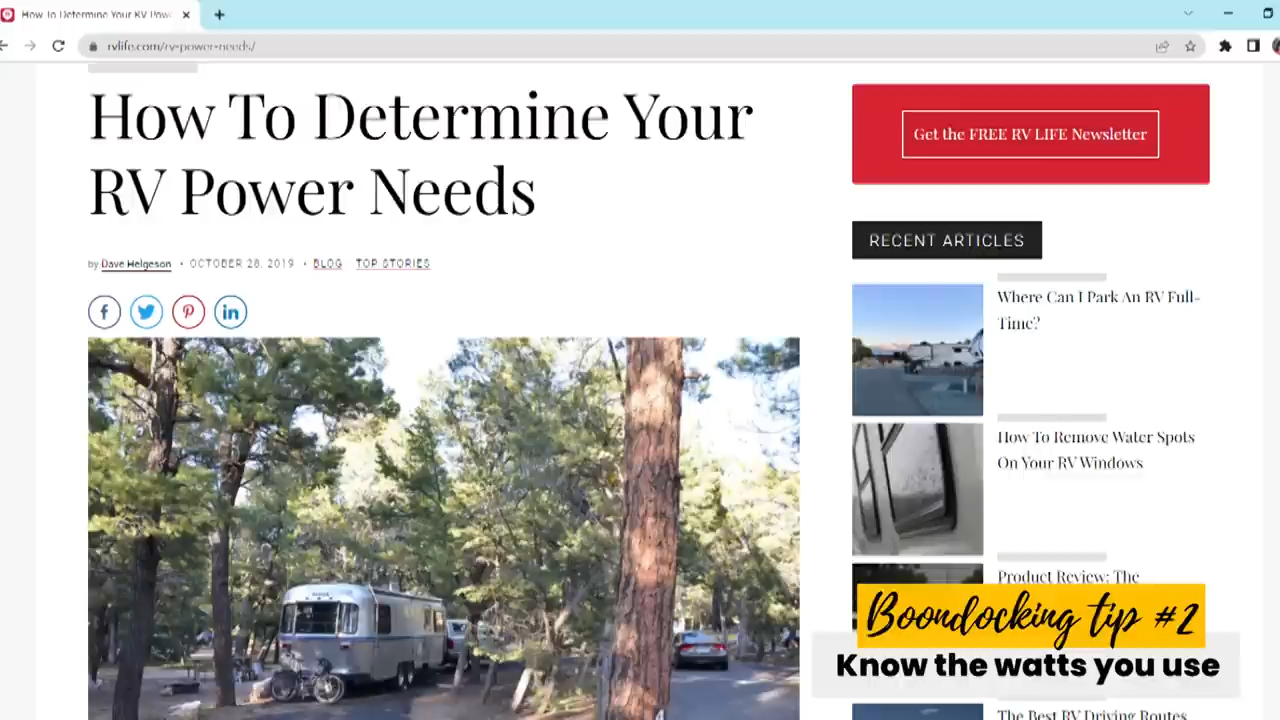 How To Determine Your RV Pow
rvlife.com/rv-power-needs/
How To Determine Your
RV Power Needs
by Dave Helgeson • OCTOBER 28, 2019 • BLOG TOP STORIES
Get the FREE RV LIFE Newsletter
RECENT ARTICLES
Where Can I Park An RV Full-
Time?
How To Remove Water Spots
On Your RV Windows
Product Review: The
Boondocking tip #2
Know the watts you use
The Best RV Driving Routes